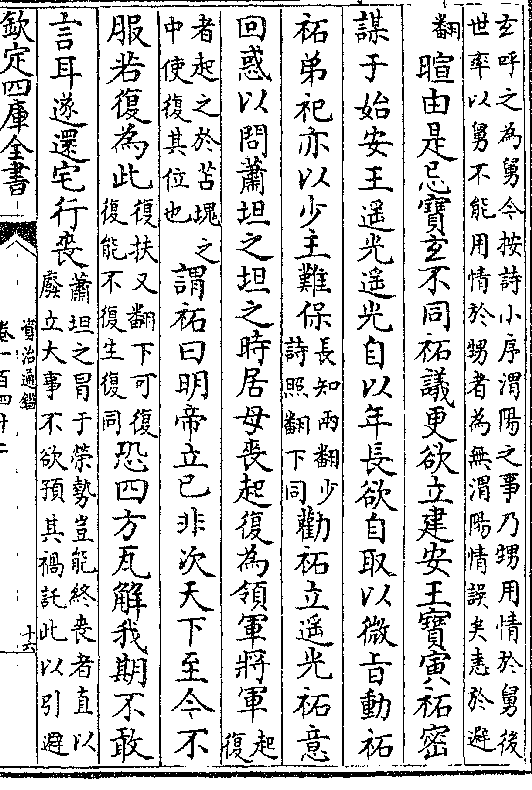 玄呼之為舅今按詩小序渭陽之事乃甥用情於舅後
世率以舅不能用情於甥者為無渭陽情誤矣恚於避
翻暄由是忌寶玄不同祏議更欲立建安王寶寅祏密
謀于始安王遙光遙光自以年長欲自取以微旨動祏
祏弟祀亦以少主難保長知兩翻少詩照翻下同勸祏立遙光祏意
回惑以問蕭坦之坦之時居母喪起復為領軍將軍起復
者起之於苫塊之中使復其位也謂祏曰明帝立已非次天下至今不
服若復為此復扶又翻下可復復能不復生復同恐四方瓦解我期不敢
言耳遂還宅行喪蕭坦之冒于榮勢豈能終喪者直以廢立大事不欲預其禍託此以引避
欽定四庫全書
資治通鑑
卷一百四十二
十六